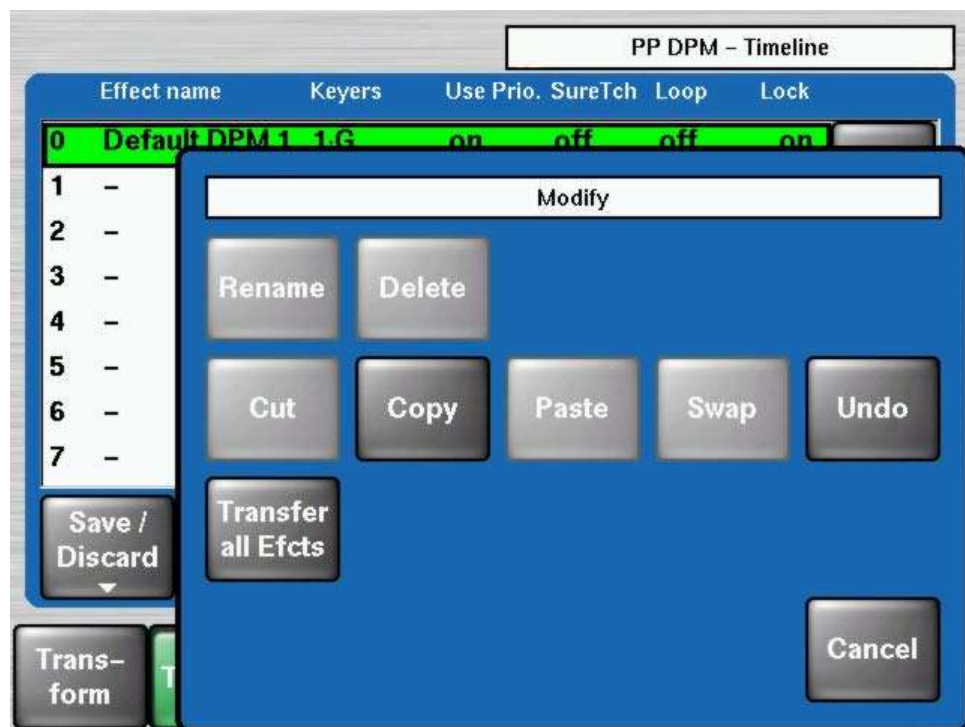 PP DPM – Timeline
Effect name Keyers Use Prio. SureTch Loop Lock
0 Default DPM 1 1.G on off off on
1 –
2 –
3 –
4 –
5 –
6 –
7 –
Modify
Rename Delete
Cut Copy Paste Swap Undo
Transfer
all Efcts
Cancel
Save /
Discard
Trans–
form
T